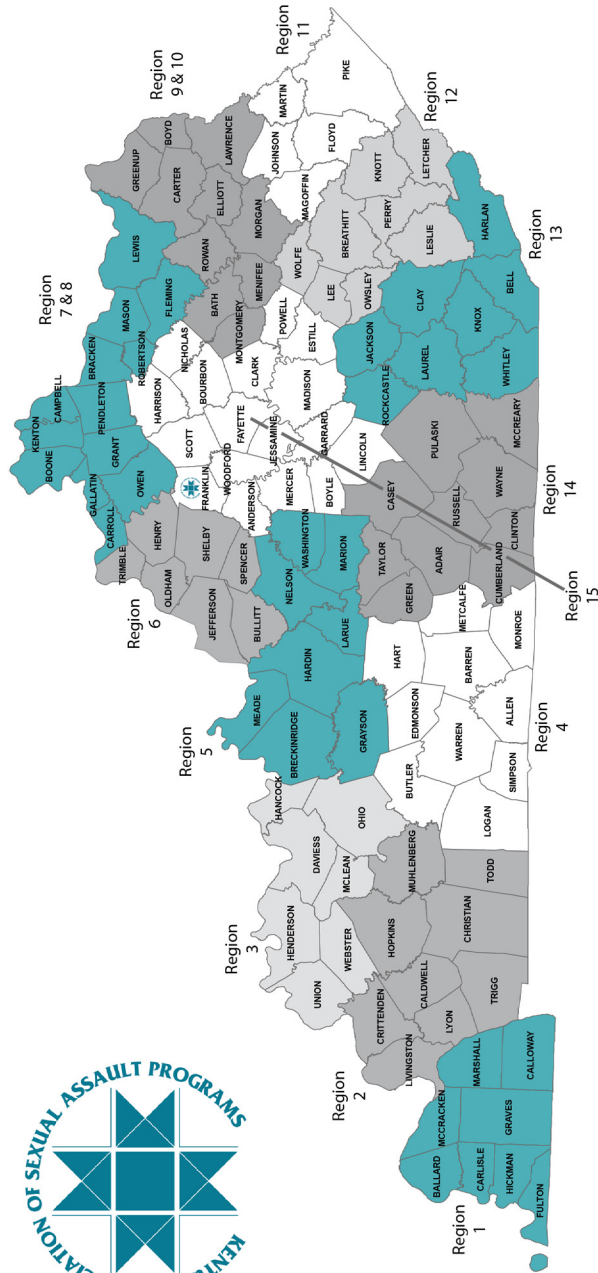 CIATION OF SEXUAL ASSAULT PROGRAMS
KENT
Region
1
BALLARD
MCCRACKEN
CARLISLE
HICKMAN
FULTON
GRAVES
MARSHALL
CALLOWAY
Region
2
LIVINGSTON
CRITTENDEN
LYON
CALDWELL
TRIGG
HOPKINS
CHRISTIAN
MUHLENBERG
TODD
Region
3
UNION
HENDERSON
WEBSTER
MCLEAN
DAVIESS
HANCOCK
OHIO
Region
4
LOGAN
SIMPSON
BUTLER
WARREN
ALLEN
EDMONSON
BARREN
HART
METCALFE
MONROE
Region
5
MEADE
BRECKINRIDGE
GRAYSON
HARDIN
LARUE
NELSON
WASHINGTON
MARION
Region
6
TRIMBLE
HENRY
OLDHAM
SHELBY
JEFFERSON
SPENCER
BULLITT
Region
7 & 8
KENTON
BOONE
CAMPBELL
GALLATIN
CARROLL
GRANT
OWEN
PENDLETON
BRACKEN
ROBERTSON
MASON
FLEMING
LEWIS
Region
9 & 10
GREENUP
BOYD
CARTER
LAWRENCE
ELLIOTT
ROWAN
MORGAN
BATH
MENIFEE
MONTGOMERY
Region
11
MARTIN
JOHNSON
PIKE
FLOYD
MAGOFFIN
Region
12
WOLFE
BREATHITT
KNOTT
LETCHER
PERRY
LESLIE
LEE
OWSLEY
Region
13
JACKSON
ROCKCASTLE
CLAY
LAUREL
KNOX
WHITLEY
BELL
HARLAN
Region
14
TAYLOR
GREEN
ADAIR
CASEY
RUSSELL
CUMBERLAND
CLINTON
WAYNE
PULASKI
MCCREARY
Region
15
HARRISON
NICHOLAS
BOURBON
SCOTT
FRANKLIN
WOODFORD
FAYETTE
CLARK
POWELL
ESTILL
MADISON
JESSAMINE
GARRARD
ANDERSON
MERCER
BOYLE
LINCOLN